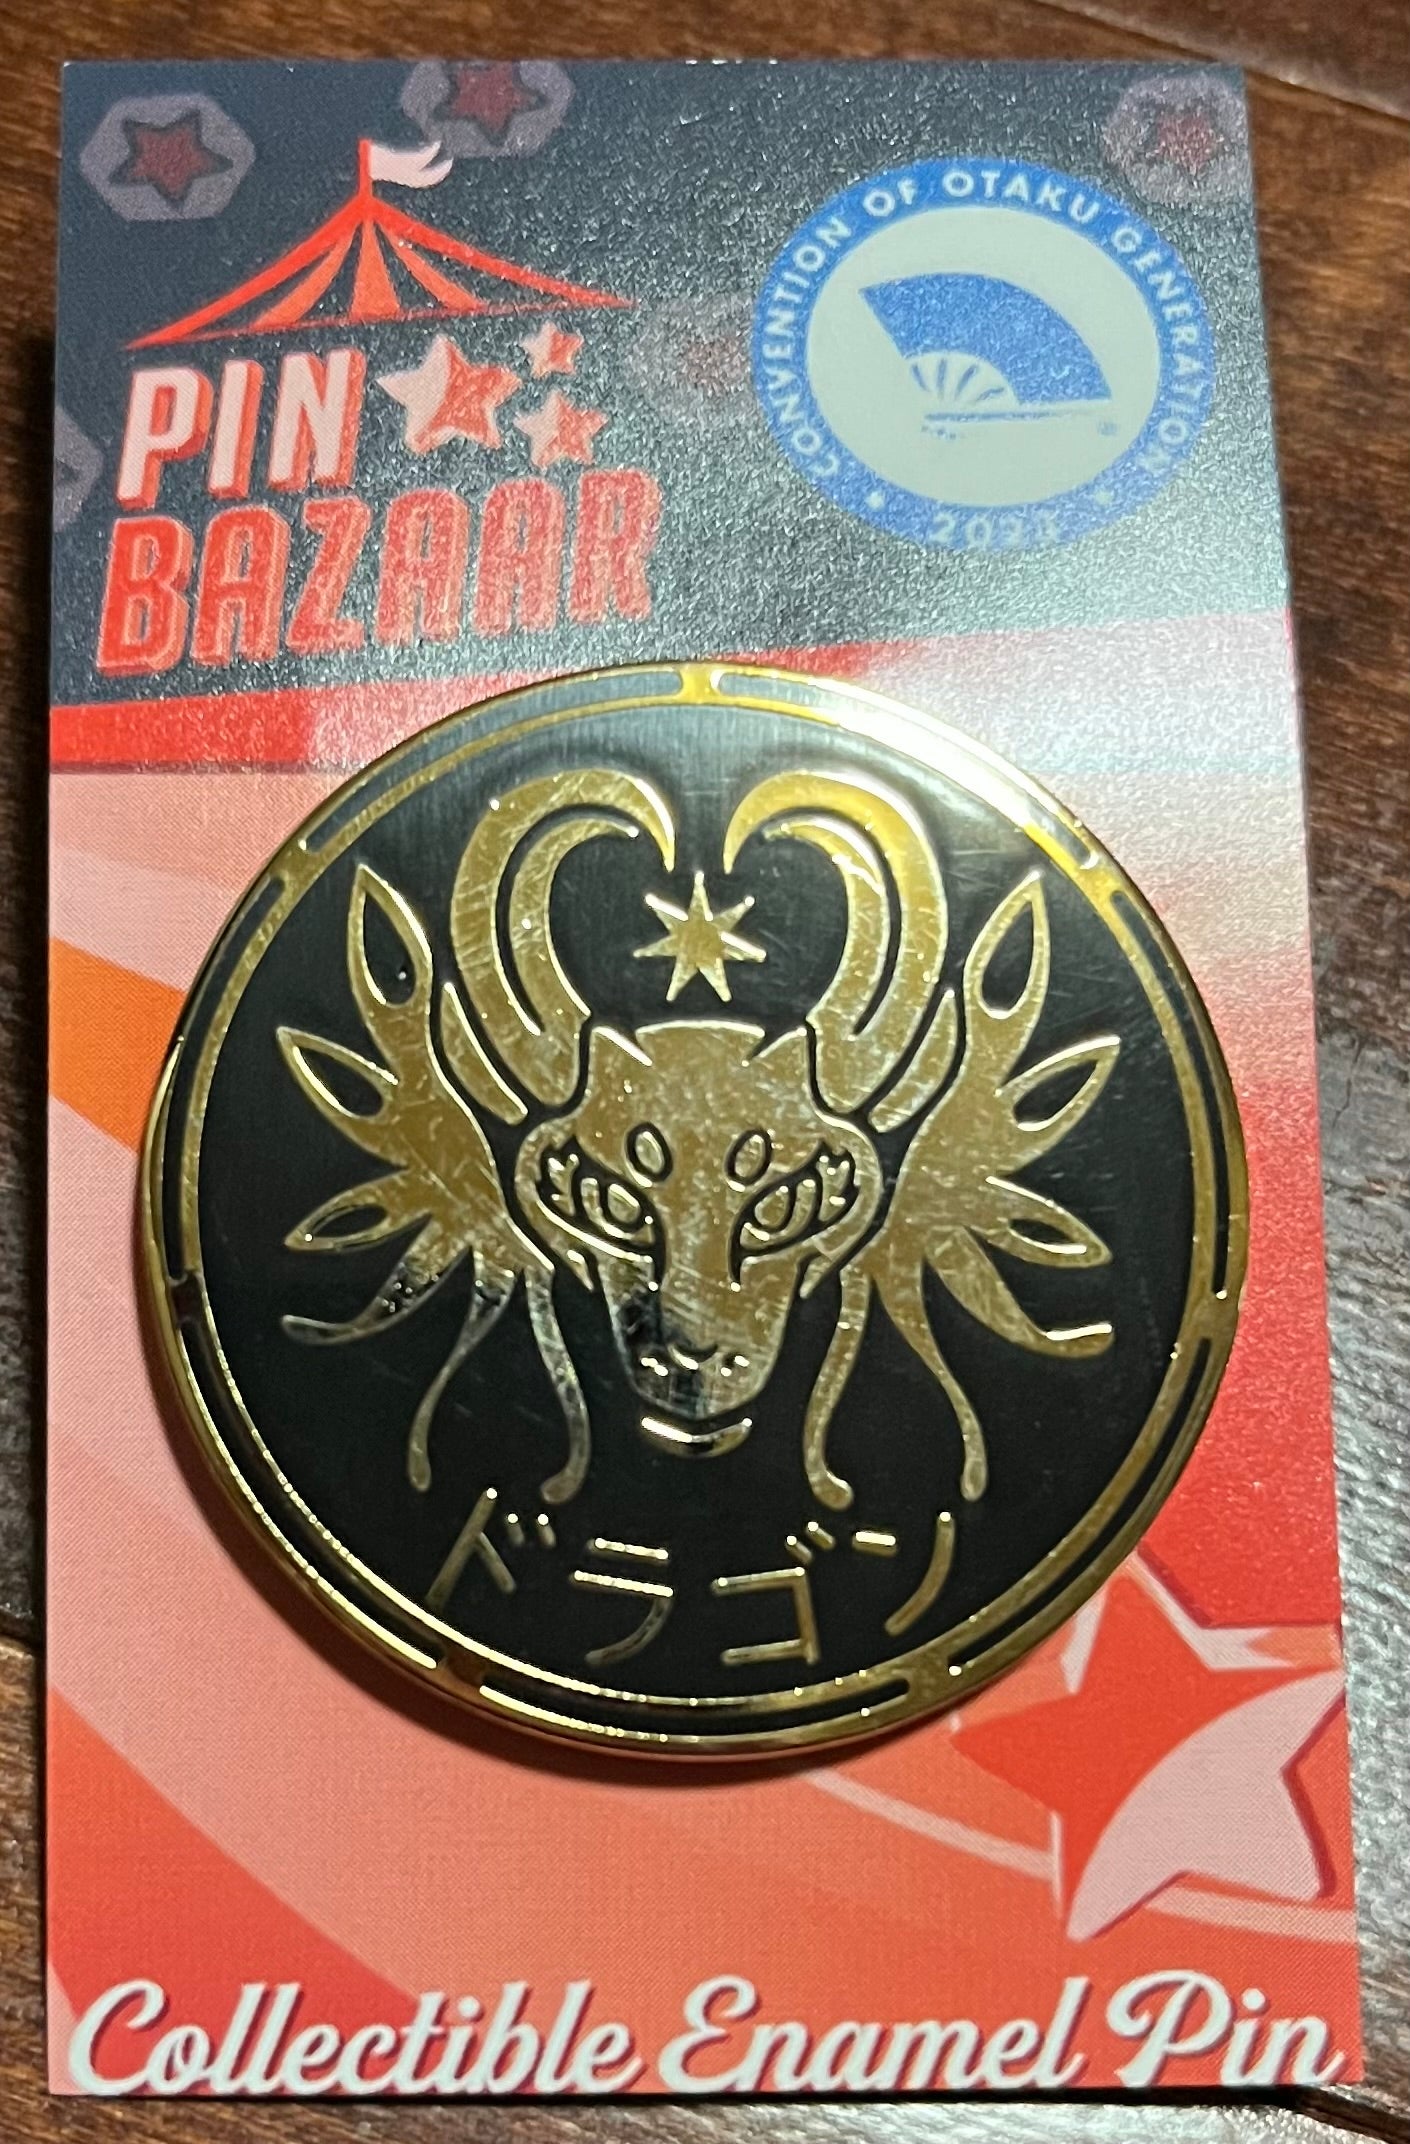 PIN
BAZAAR
CONVENTION OF OTAKU GENERATION
ドラゴン
Collectible Enamel Pin